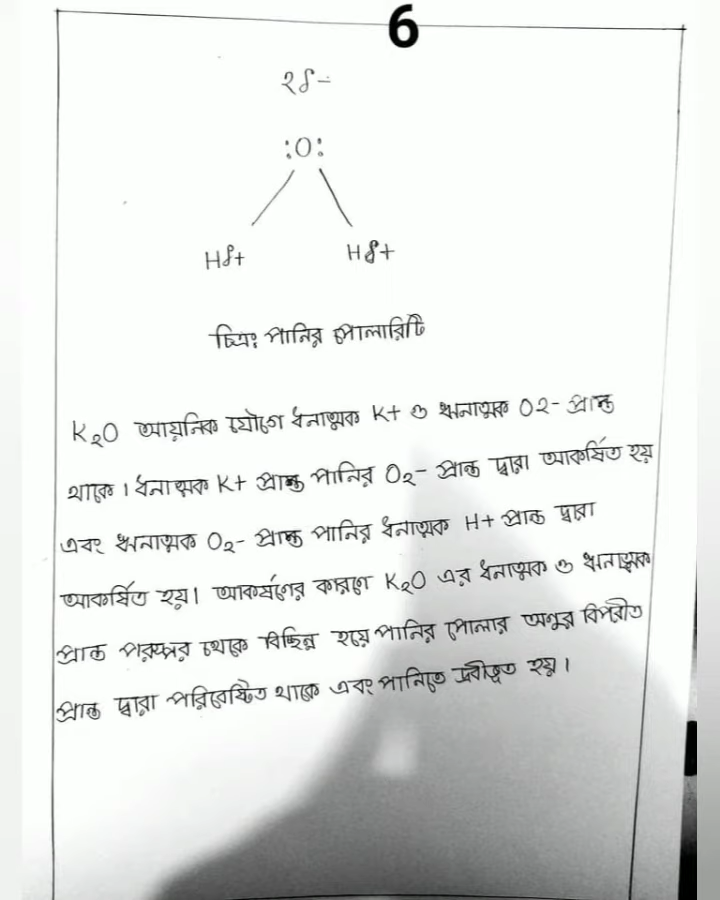 6
২δ-
:O:
Hδ+ Hδ+
চিত্রঃ পানির পোলারিটি
K2O আয়নিক যৌগে ধনাত্মক K+ ও ঋনাত্মক O2- প্রান্ত
থাকে। ধনাত্মক K+ প্রান্ত পানির O2- প্রান্ত দ্বারা আকর্ষিত হয়
এবং ঋনাত্মক O2- প্রান্ত পানির ধনাত্মক H+ প্রান্ত দ্বারা
আকর্ষিত হয়। আকর্ষণের কারণে K2O এর ধনাত্মক ও ঋনাত্মক
প্রান্ত পরস্পর থেকে বিচ্ছিন্ন হয়ে পানির পোলার অণুর বিপরীত
প্রান্ত দ্বারা পরিবেষ্টিত থাকে এবং পানিতে দ্রবীভূত হয়।